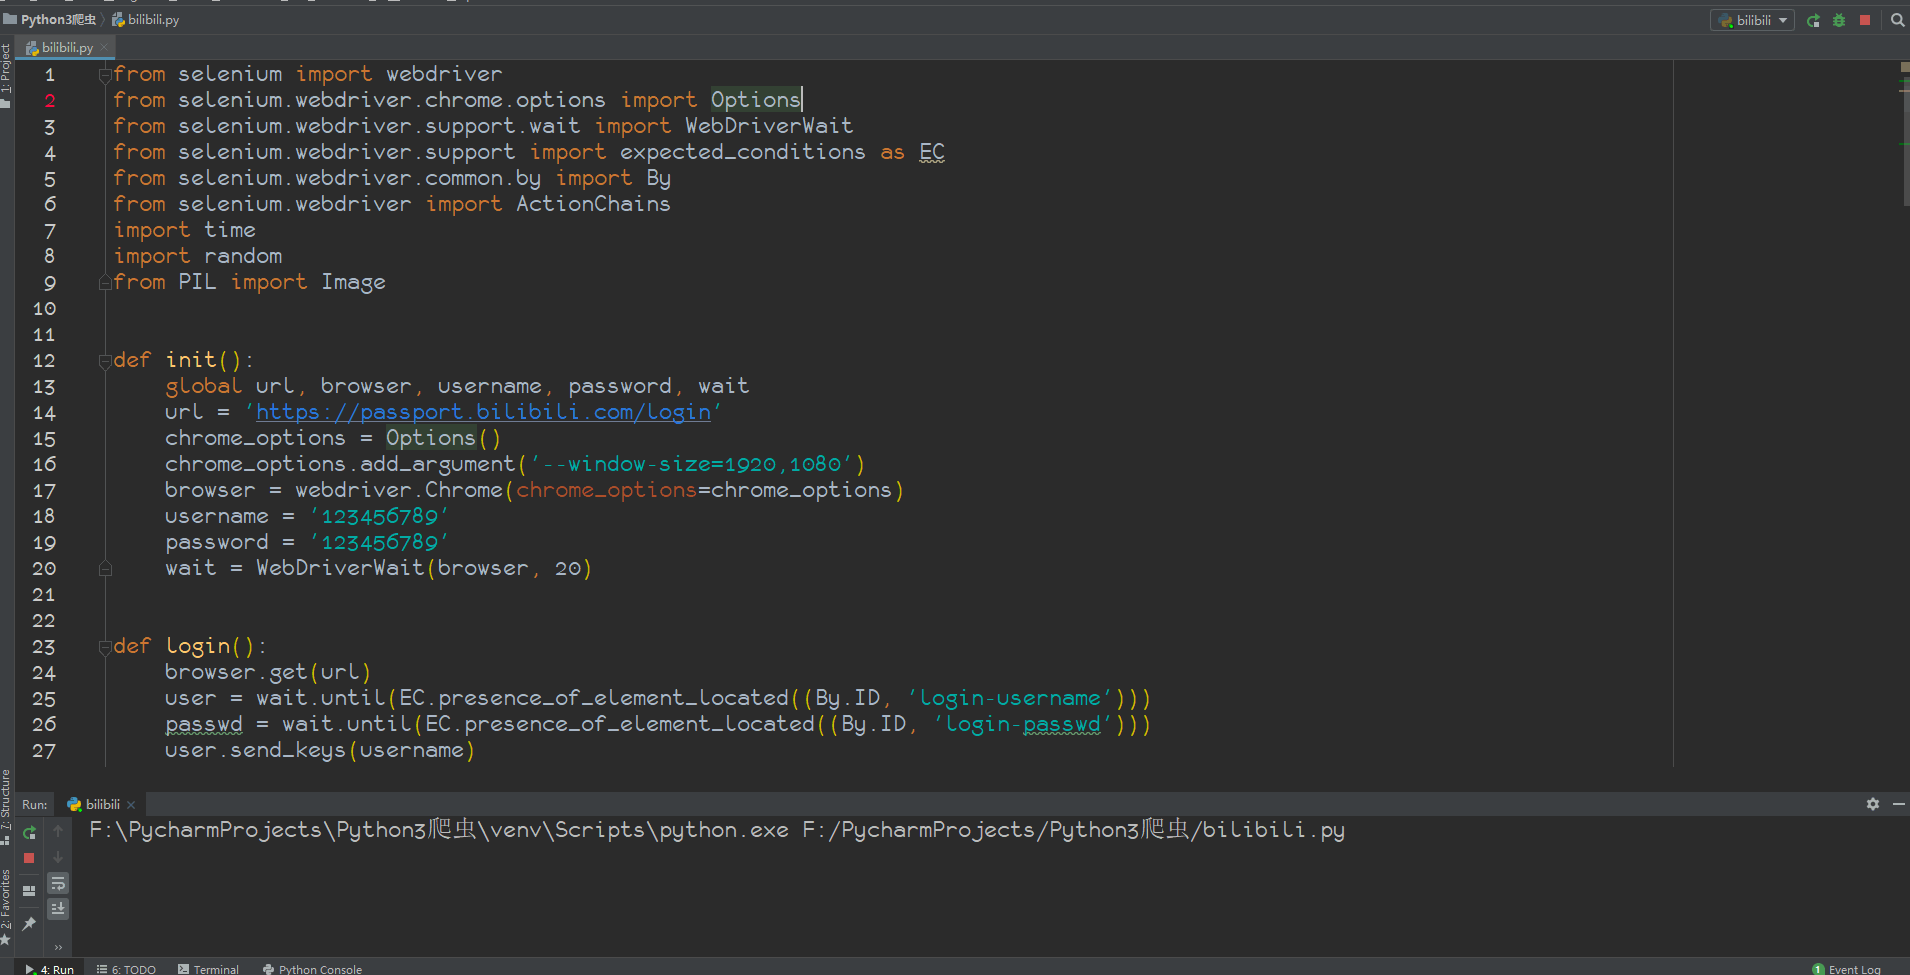 Python3爬虫 bilibili.py bilibili
bilibili.py
1: Project
1 from selenium import webdriver
2 from selenium.webdriver.chrome.options import Options
3 from selenium.webdriver.support.wait import WebDriverWait
4 from selenium.webdriver.support import expected_conditions as EC
5 from selenium.webdriver.common.by import By
6 from selenium.webdriver import ActionChains
7 import time
8 import random
9 from PIL import Image
10
11
12 def init():
13 global url, browser, username, password, wait
14 url = 'https://passport.bilibili.com/login'
15 chrome_options = Options()
16 chrome_options.add_argument('--window-size=1920,1080')
17 browser = webdriver.Chrome(chrome_options=chrome_options)
18 username = '123456789'
19 password = '123456789'
20 wait = WebDriverWait(browser, 20)
21
22
23 def login():
24 browser.get(url)
25 user = wait.until(EC.presence_of_element_located((By.ID, 'login-username')))
26 passwd = wait.until(EC.presence_of_element_located((By.ID, 'login-passwd')))
27 user.send_keys(username)
7: Structure
2: Favorites
Run: bilibili
F:\PycharmProjects\Python3爬虫\venv\Scripts\python.exe F:/PycharmProjects/Python3爬虫/bilibili.py
4: Run 6: TODO Terminal Python Console 1 Event Log